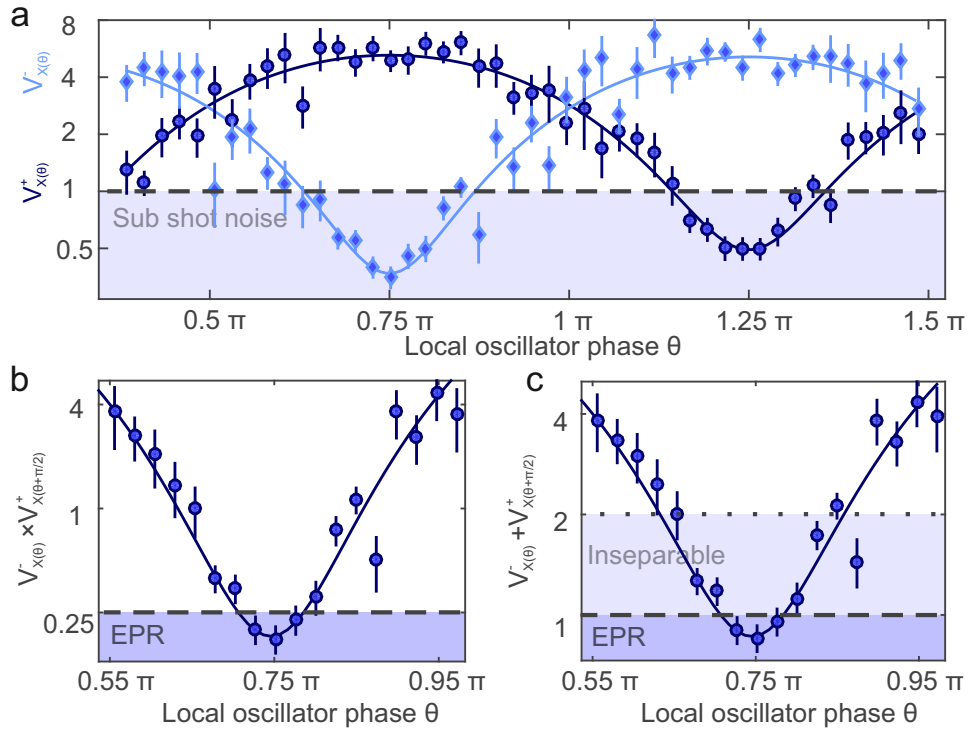 a
8
4
2
1
0.5
V⁺X(θ) V⁻X(θ)
Sub shot noise
0.5 π 0.75 π 1 π 1.25 π 1.5 π
Local oscillator phase θ
b
4
1
0.25
V⁻X(θ) ×V⁺X(θ+π/2)
EPR
0.55 π 0.75 π 0.95 π
Local oscillator phase θ
c
4
2
1
V⁻X(θ) +V⁺X(θ+π/2)
Inseparable
EPR
0.55 π 0.75 π 0.95 π
Local oscillator phase θ